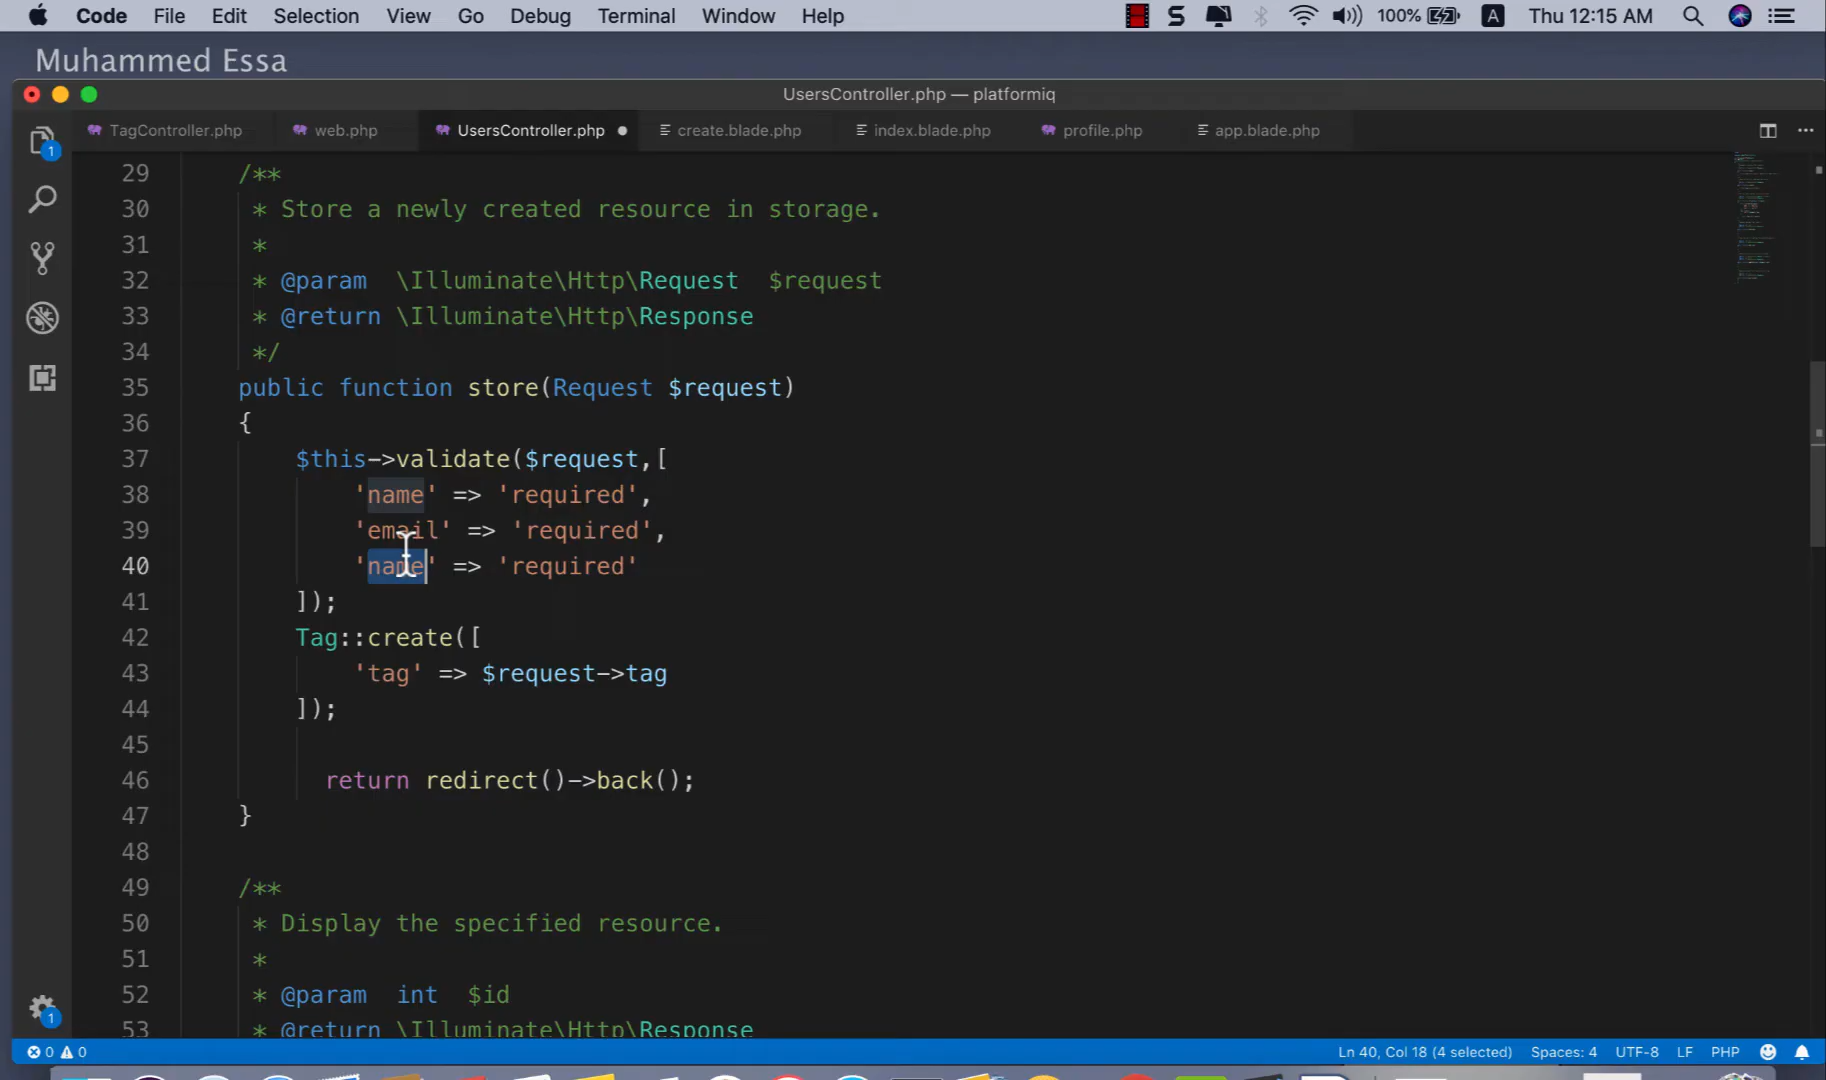 Code File Edit Selection View Go Debug Terminal Window Help 100% A Thu 12:15 AM
Muhammed Essa
UsersController.php — platformiq
TagController.php web.php UsersController.php create.blade.php index.blade.php profile.php app.blade.php
29 /**
30 * Store a newly created resource in storage.
31 *
32 * @param \Illuminate\Http\Request $request
33 * @return \Illuminate\Http\Response
34 */
35 public function store(Request $request)
36 {
37 $this->validate($request,[
38 'name' => 'required',
39 'email' => 'required',
40 'name' => 'required'
41 ]);
42 Tag::create([
43 'tag' => $request->tag
44 ]);
45
46 return redirect()->back();
47 }
48
49 /**
50 * Display the specified resource.
51 *
52 * @param int $id
53 * @return \Illuminate\Http\Response
1
1
0 0 Ln 40, Col 18 (4 selected) Spaces: 4 UTF-8 LF PHP